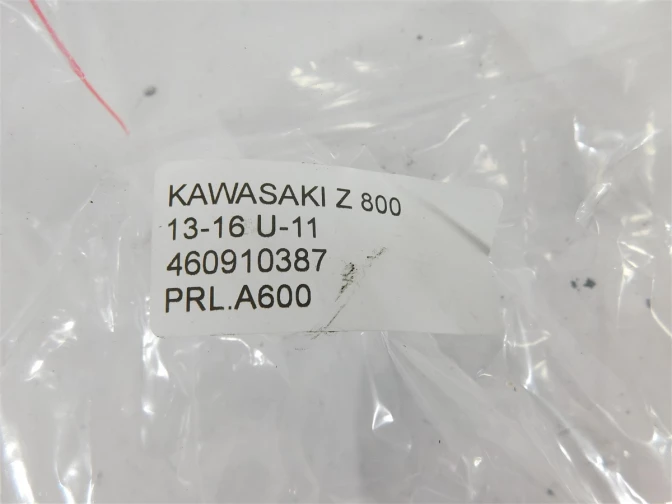 KAWASAKI Z 800
13-16 U-11
460910387
PRL.A600